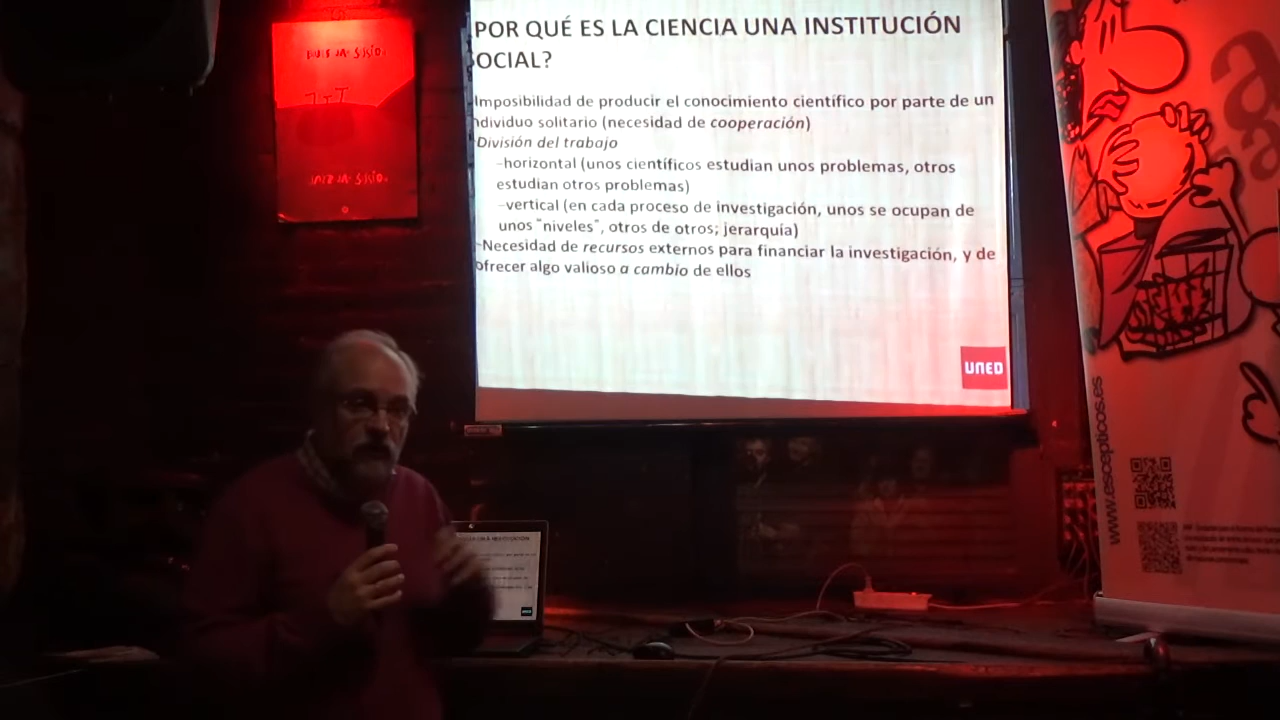 POR QUÉ ES LA CIENCIA UNA INSTITUCIÓN
OCIAL?
Imposibilidad de producir el conocimiento científico por parte de un
ndividuo solitario (necesidad de cooperación)
División del trabajo
–horizontal (unos científicos estudian unos problemas, otros
estudian otros problemas)
–vertical (en cada proceso de investigación, unos se ocupan de
unos "niveles", otros de otros; jerarquía)
-Necesidad de recursos externos para financiar la investigación, y de
ofrecer algo valioso a cambio de ellos
UNED
www.escepticos.es